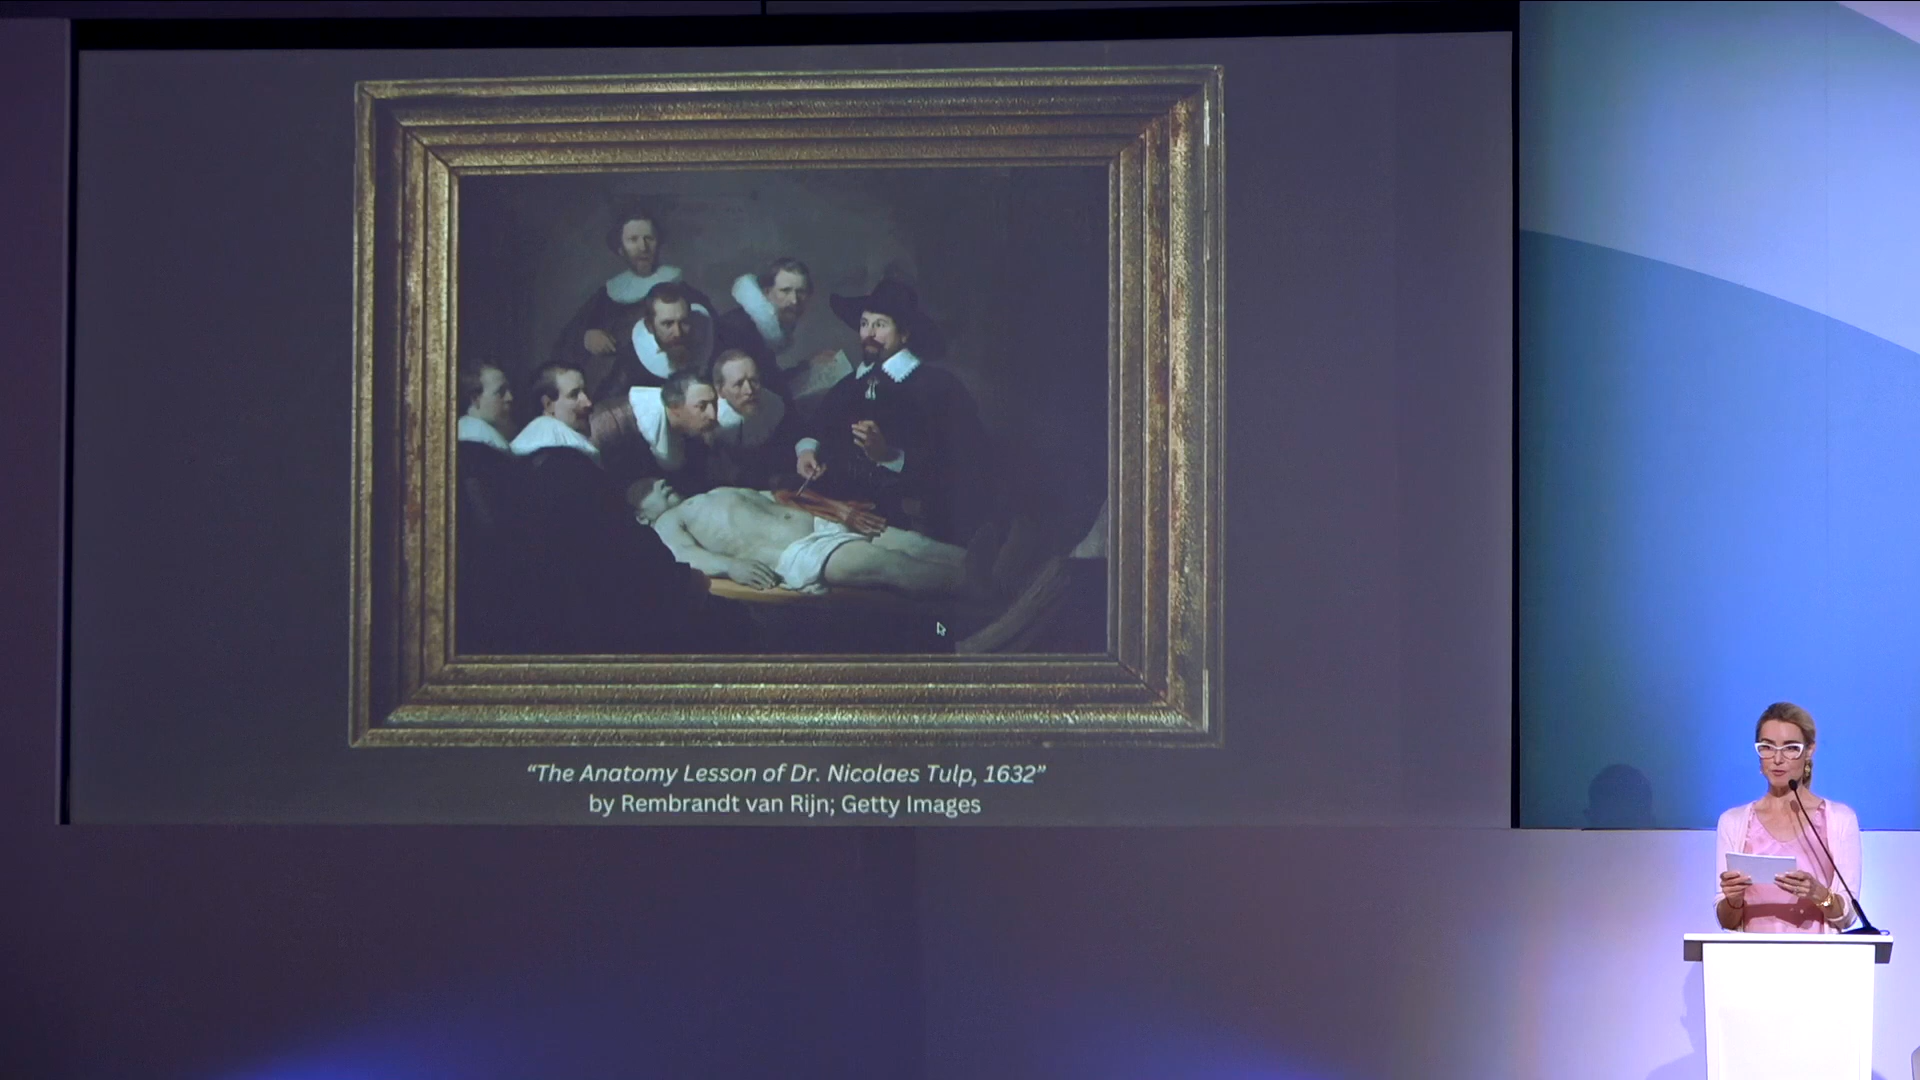 “The Anatomy Lesson of Dr. Nicolaes Tulp, 1632”
by Rembrandt van Rijn; Getty Images